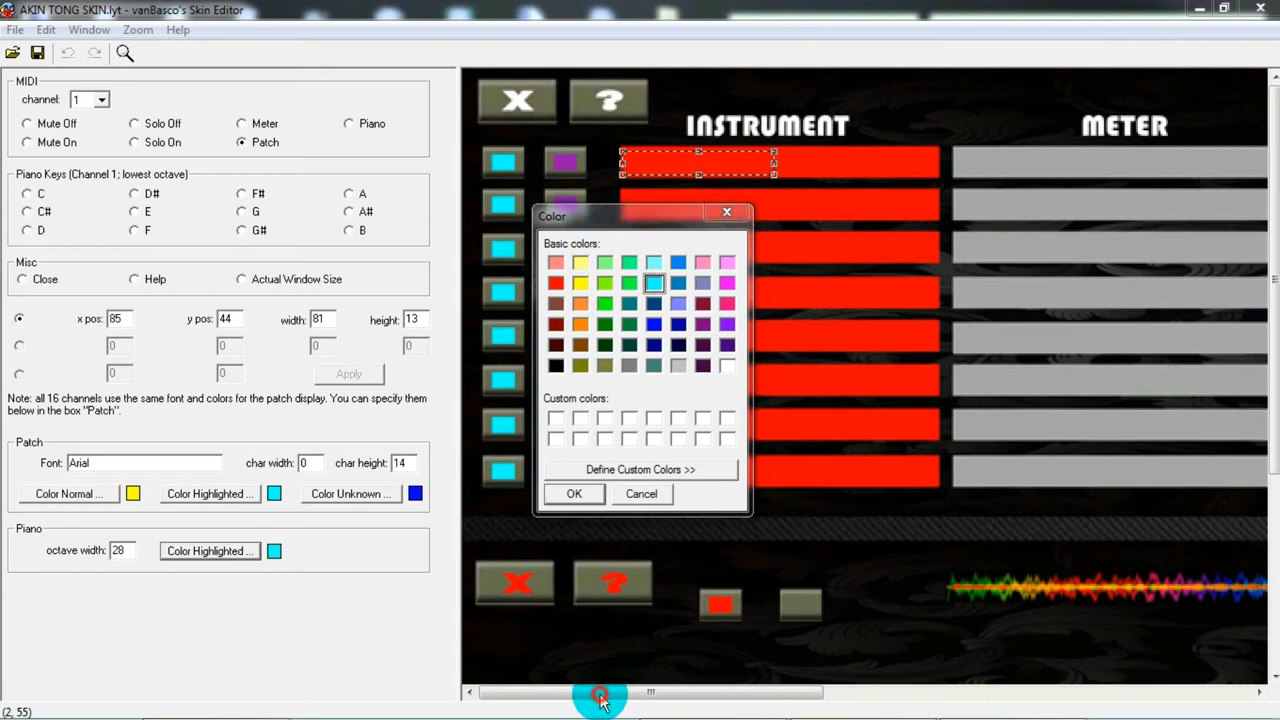 AKIN TONG SKIN.lyt - vanBasco's Skin Editor
File Edit Window Zoom Help
MIDI
channel: 1
Mute Off Solo Off Meter Piano
Mute On Solo On Patch
Piano Keys (Channel 1; lowest octave)
C D# F# A
C# E G A#
D F G# B
Misc
Close Help Actual Window Size
x pos: 85 y pos: 44 width: 81 height: 13
0 0 0 0
0 0 Apply
Note: all 16 channels use the same font and colors for the patch display. You can specify them
below in the box "Patch".
Patch
Font: Arial char width: 0 char height: 14
Color Normal ... Color Highlighted ... Color Unknown ...
Piano
octave width: 28 Color Highlighted ...
(2, 55)
X ?
INSTRUMENT METER
Color
Basic colors:
Custom colors:
Define Custom Colors >>
OK Cancel
X ?